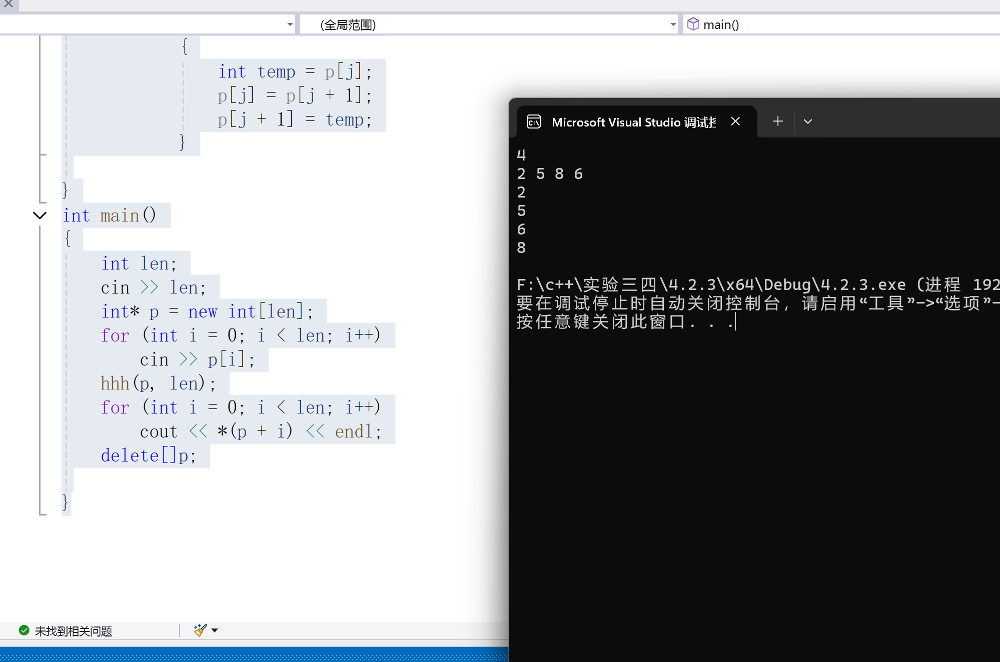 (全局范围)
main()
{
int temp = p[j];
p[j] = p[j + 1];
p[j + 1] = temp;
}
}
int main()
{
int len;
cin >> len;
int* p = new int[len];
for (int i = 0; i < len; i++)
cin >> p[i];
hhh(p, len);
for (int i = 0; i < len; i++)
cout << *(p + i) << endl;
delete[]p;
}
未找到相关问题
Microsoft Visual Studio 调试
4
2 5 8 6
2
5
6
8
F:\c++\实验三四\4.2.3\x64\Debug\4.2.3.exe (进程 192
要在调试停止时自动关闭控制台，请启用“工具”->“选项”-
按任意键关闭此窗口. . .